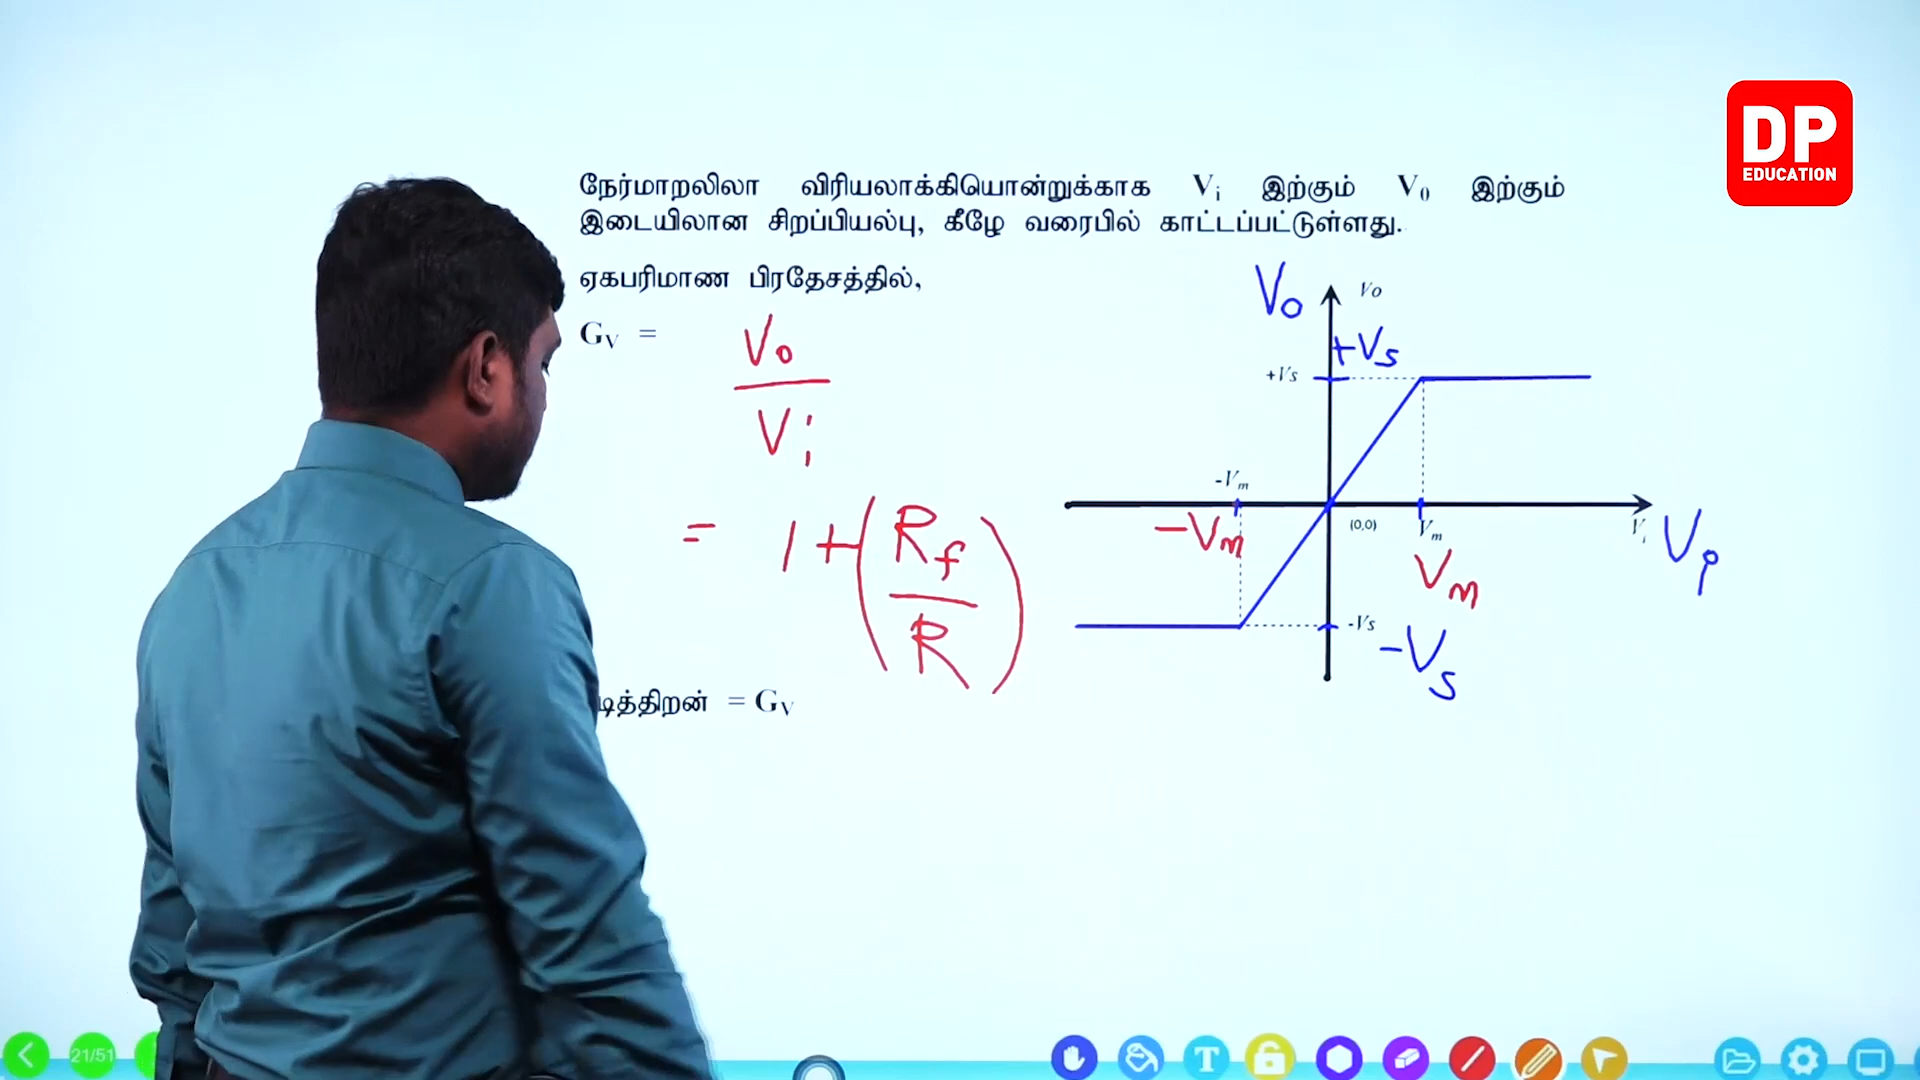 DP
EDUCATION
நேர்மாறலிலா விரியலாக்கியொன்றுக்காக Vi இற்கும் V0 இற்கும்
இடையிலான சிறப்பியல்பு, கீழே வரைபில் காட்டப்பட்டுள்ளது.
ஏகபரிமாண பிரதேசத்தில்,
GV =
Vo
Vi
= 1+(Rf
R)
டித்திறன் = GV
Vo
Vo
+Vs
+Vs
-Vm
-Vm
(0,0)
Vm
Vm
Vi
Vi
-Vs
-Vs
21/51
T